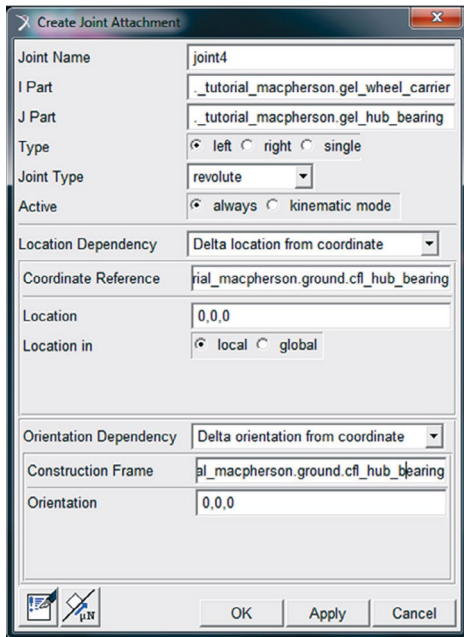 Create Joint Attachment
Joint Name joint4
I Part ._tutorial_macpherson.gel_wheel_carrier
J Part ._tutorial_macpherson.gel_hub_bearing
Type left right single
Joint Type revolute
Active always kinematic mode
Location Dependency Delta location from coordinate
Coordinate Reference rial_macpherson.ground.cfl_hub_bearing
Location 0,0,0
Location in local global
Orientation Dependency Delta orientation from coordinate
Construction Frame al_macpherson.ground.cfl_hub_bearing
Orientation 0,0,0
μN OK Apply Cancel